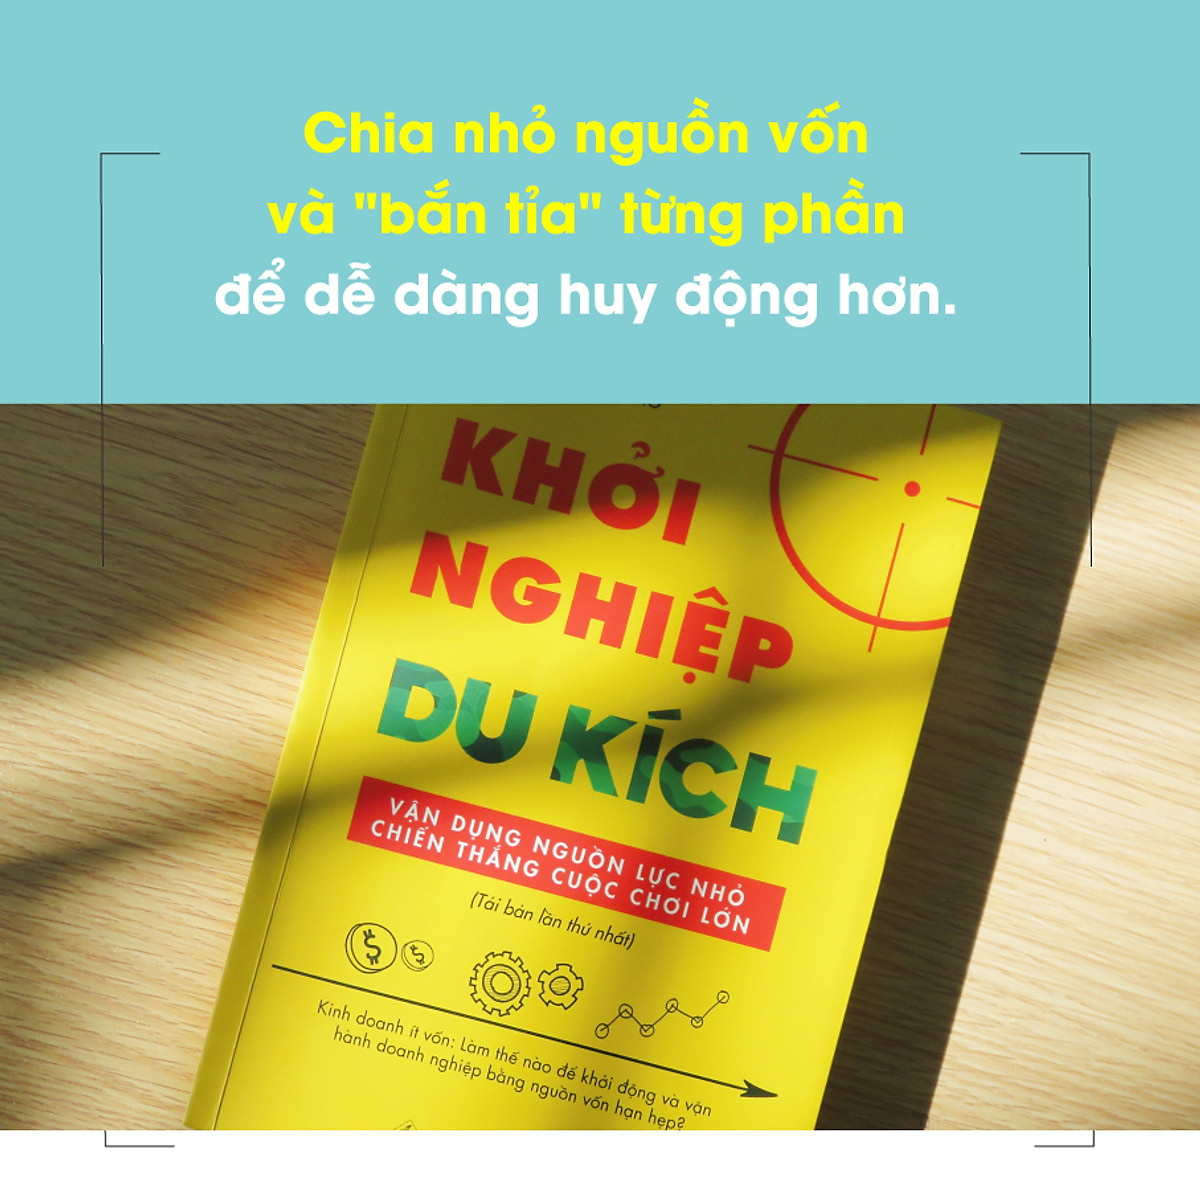 Chia nhỏ nguồn vốn
và "bắn tỉa" từng phần
để dễ dàng huy động hơn.
KHỞI
NGHIỆP
DU KÍCH
VẬN DỤNG NGUỒN LỰC NHỎ
CHIẾN THẮNG CUỘC CHƠI LỚN
(Tái bản lần thứ nhất)
Kinh doanh ít vốn: Làm thế nào để khởi động và vận
hành doanh nghiệp bằng nguồn vốn hạn hẹp?